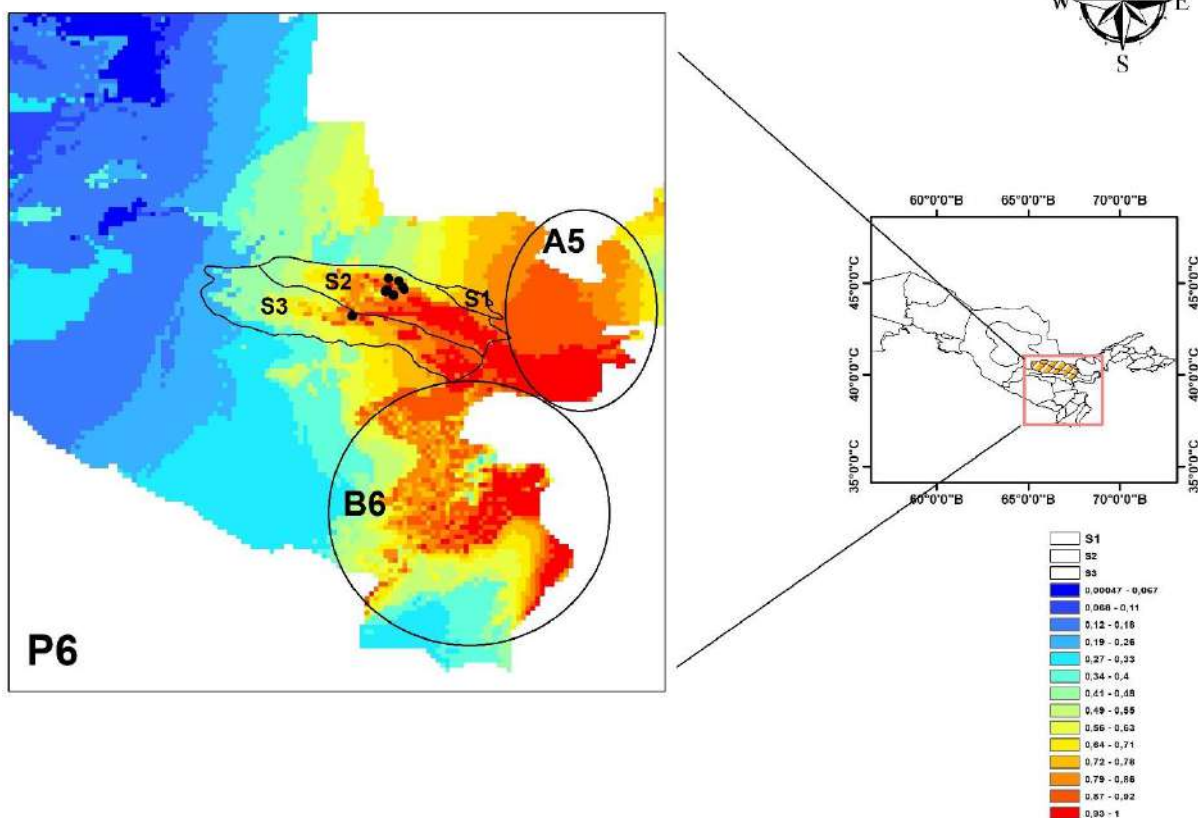 W E
S
A5
S2
S1
S3
B6
P6
60°0'0"B 65°0'0"B 70°0'0"B
45°0'0"C 45°0'0"C
40°0'0"C 40°0'0"C
35°0'0"C 35°0'0"C
60°0'0"B 65°0'0"B 70°0'0"B
S1
S2
S3
0,00047 - 0,067
0,068 - 0,11
0,12 - 0,18
0,19 - 0,26
0,27 - 0,33
0,34 - 0,4
0,41 - 0,48
0,49 - 0,55
0,56 - 0,63
0,64 - 0,71
0,72 - 0,78
0,79 - 0,86
0,87 - 0,92
0,93 - 1